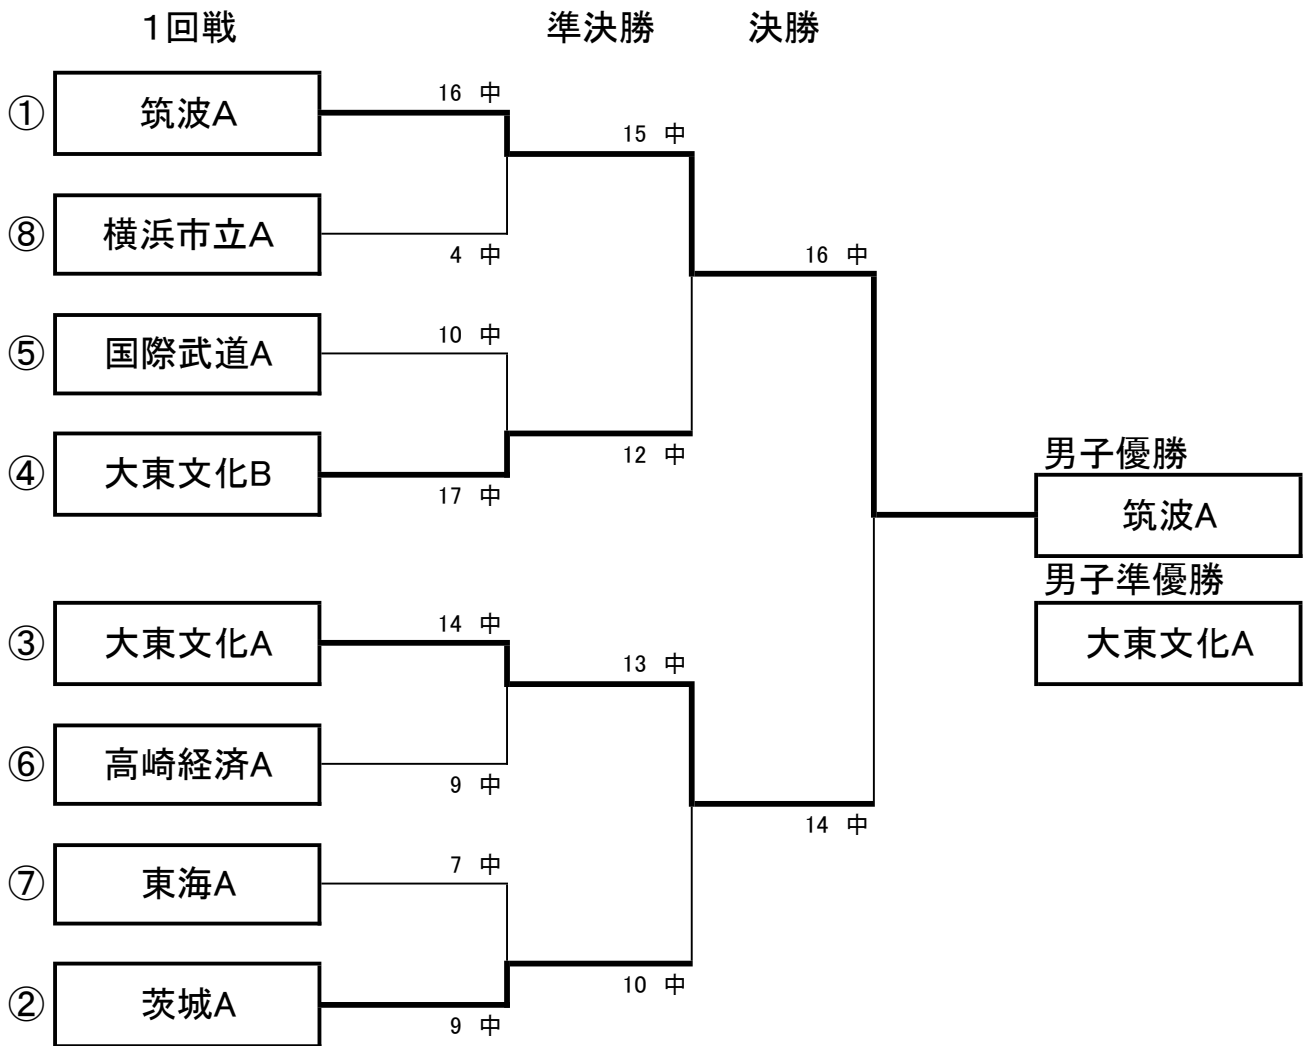 1回戦 準決勝 決勝
① 筑波A 16 中
15 中
⑧ 横浜市立A 4 中
16 中
⑤ 国際武道A 10 中
12 中
④ 大東文化B 17 中
男子優勝
筑波A
男子準優勝
大東文化A
③ 大東文化A 14 中
13 中
⑥ 高崎経済A 9 中
14 中
⑦ 東海A 7 中
10 中
② 茨城A 9 中